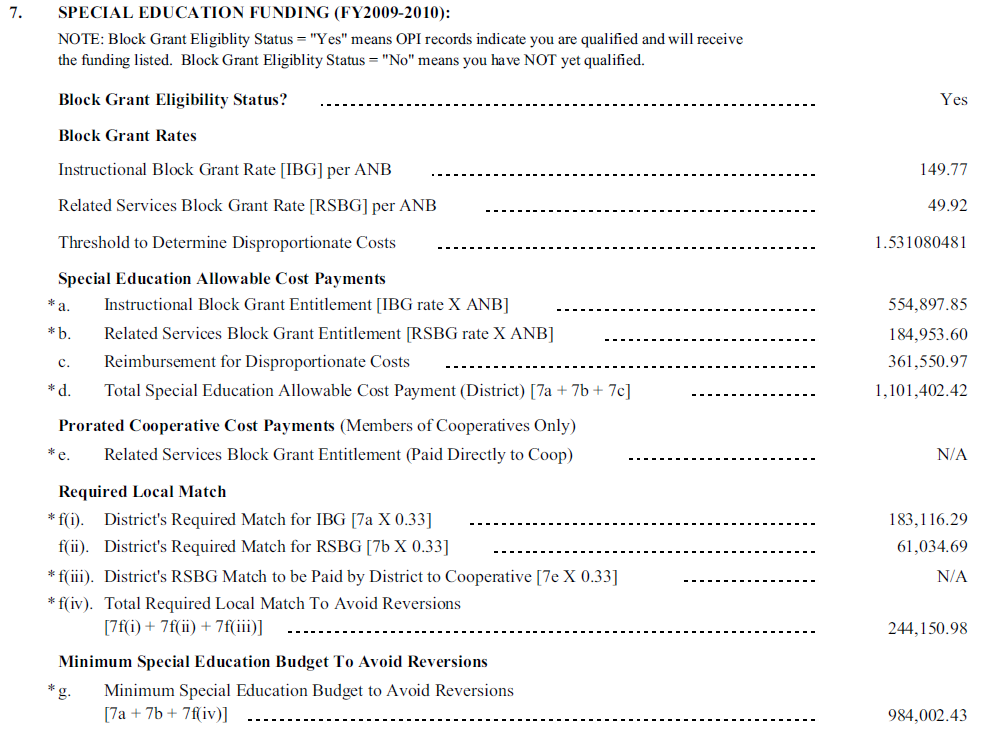 7. SPECIAL EDUCATION FUNDING (FY2009-2010):
NOTE: Block Grant Eligiblity Status = "Yes" means OPI records indicate you are qualified and will receive
the funding listed. Block Grant Eligiblity Status = "No" means you have NOT yet qualified.
Block Grant Eligibility Status? Yes
Block Grant Rates
Instructional Block Grant Rate [IBG] per ANB 149.77
Related Services Block Grant Rate [RSBG] per ANB 49.92
Threshold to Determine Disproportionate Costs 1.531080481
Special Education Allowable Cost Payments
*a. Instructional Block Grant Entitlement [IBG rate X ANB] 554,897.85
*b. Related Services Block Grant Entitlement [RSBG rate X ANB] 184,953.60
c. Reimbursement for Disproportionate Costs 361,550.97
*d. Total Special Education Allowable Cost Payment (District) [7a + 7b + 7c] 1,101,402.42
Prorated Cooperative Cost Payments (Members of Cooperatives Only)
*e. Related Services Block Grant Entitlement (Paid Directly to Coop) N/A
Required Local Match
*f(i). District's Required Match for IBG [7a X 0.33] 183,116.29
f(ii). District's Required Match for RSBG [7b X 0.33] 61,034.69
*f(iii). District's RSBG Match to be Paid by District to Cooperative [7e X 0.33] N/A
*f(iv). Total Required Local Match To Avoid Reversions
[7f(i) + 7f(ii) + 7f(iii)] 244,150.98
Minimum Special Education Budget To Avoid Reversions
*g. Minimum Special Education Budget to Avoid Reversions
[7a + 7b + 7f(iv)] 984,002.43